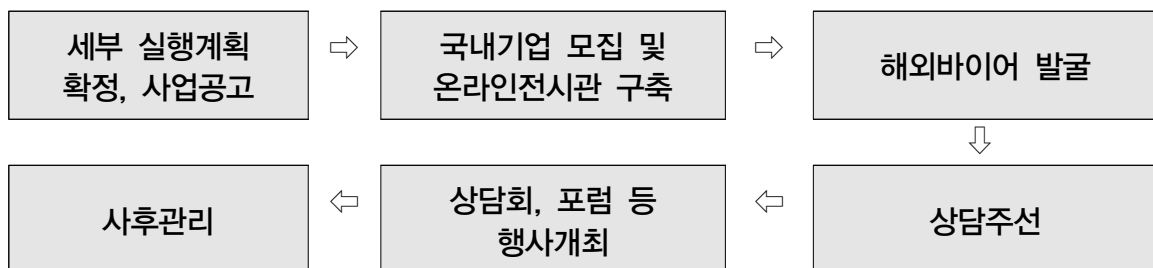 세부 실행계획
확정, 사업공고
⇨
국내기업 모집 및
온라인전시관 구축
⇨
해외바이어 발굴
⇩
상담주선
⇦
상담회, 포럼 등
행사개최
⇦
사후관리